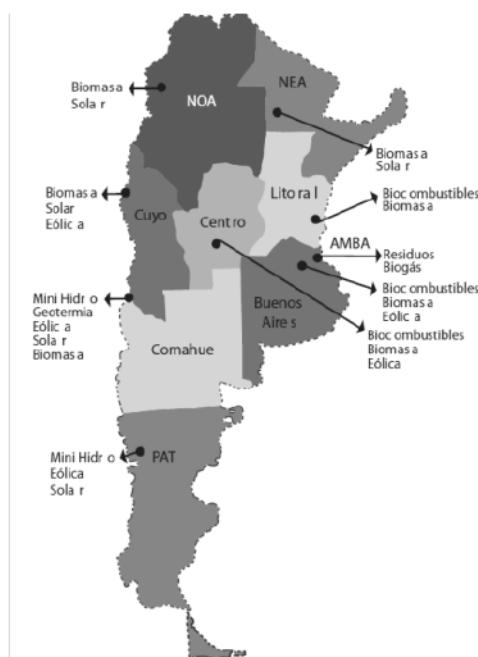 Biomasa
Solar
NOA
NEA
Biomasa
Solar
Biomasa
Solar
Eólica
Cuyo
Centro
Litoral
Biocombustibles
Biomasa
AMBA
Residuos
Biogás
Mini Hidro
Geotermia
Eólica
Solar
Biomasa
Buenos
Aires
Biocombustibles
Biomasa
Eólica
Comahue
Biocombustibles
Biomasa
Eólica
Mini Hidro
Eólica
Solar
PAT